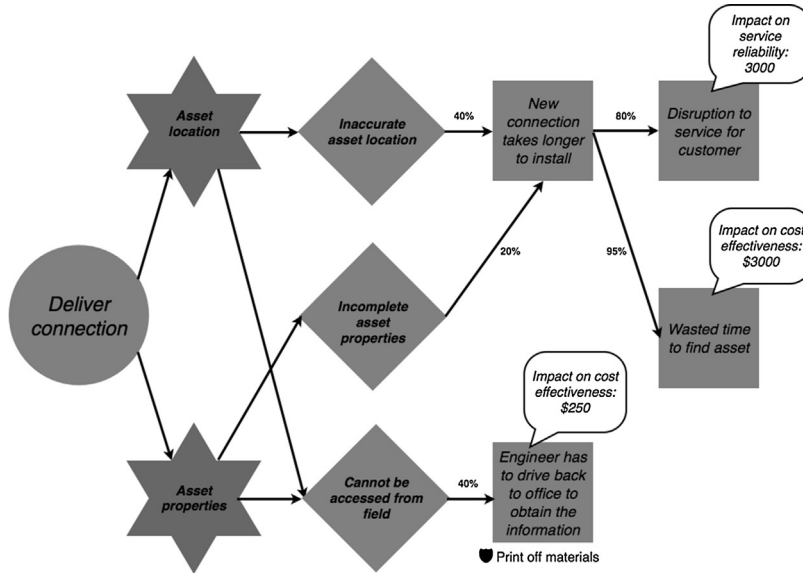 Impact on
service
reliability:
3000
Asset
location
Inaccurate
asset location
40%
New
connection
takes longer
to install
80%
Disruption to
service for
customer
Impact on cost
effectiveness:
$3000
20%
95%
Deliver
connection
Incomplete
asset
properties
Wasted time
to find asset
Impact on cost
effectiveness:
$250
Asset
properties
Cannot be
accessed from
field
40%
Engineer has
to drive back
to office to
obtain the
information
Print off materials